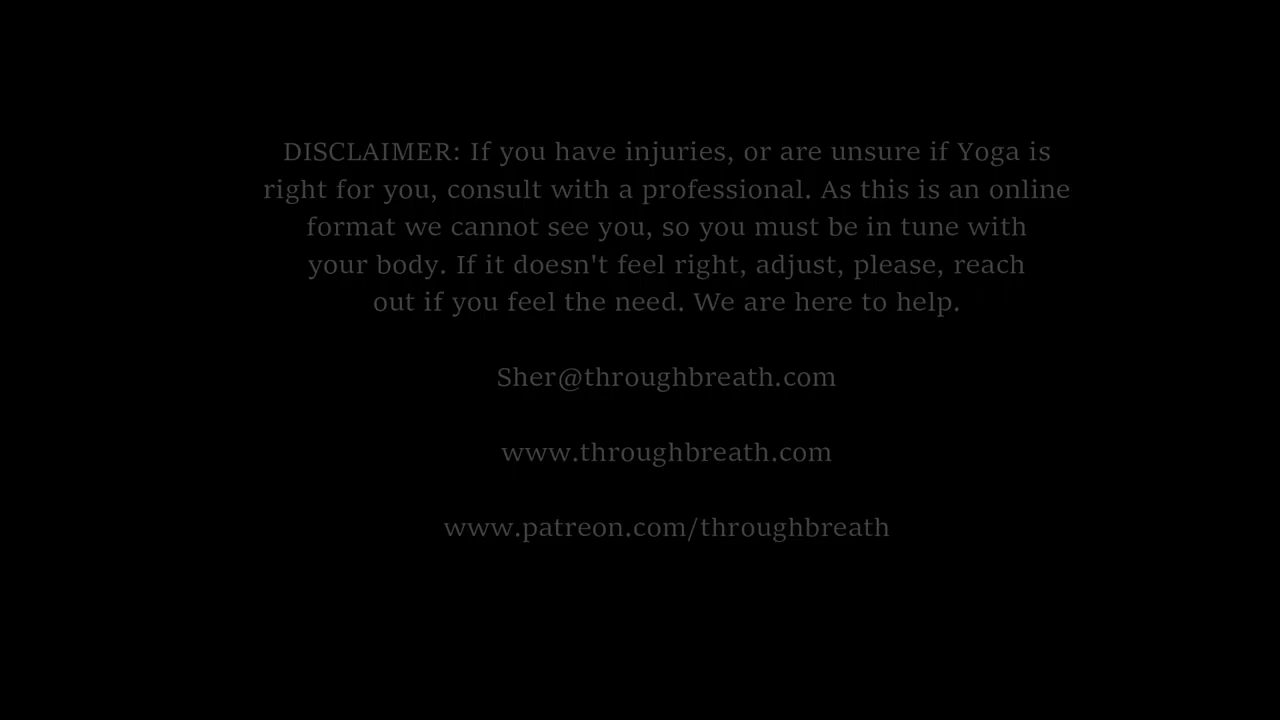 DISCLAIMER: If you have injuries, or are unsure if Yoga is
right for you, consult with a professional. As this is an online
format we cannot see you, so you must be in tune with
your body. If it doesn't feel right, adjust, please, reach
out if you feel the need. We are here to help.
Sher@throughbreath.com
www.throughbreath.com
www.patreon.com/throughbreath